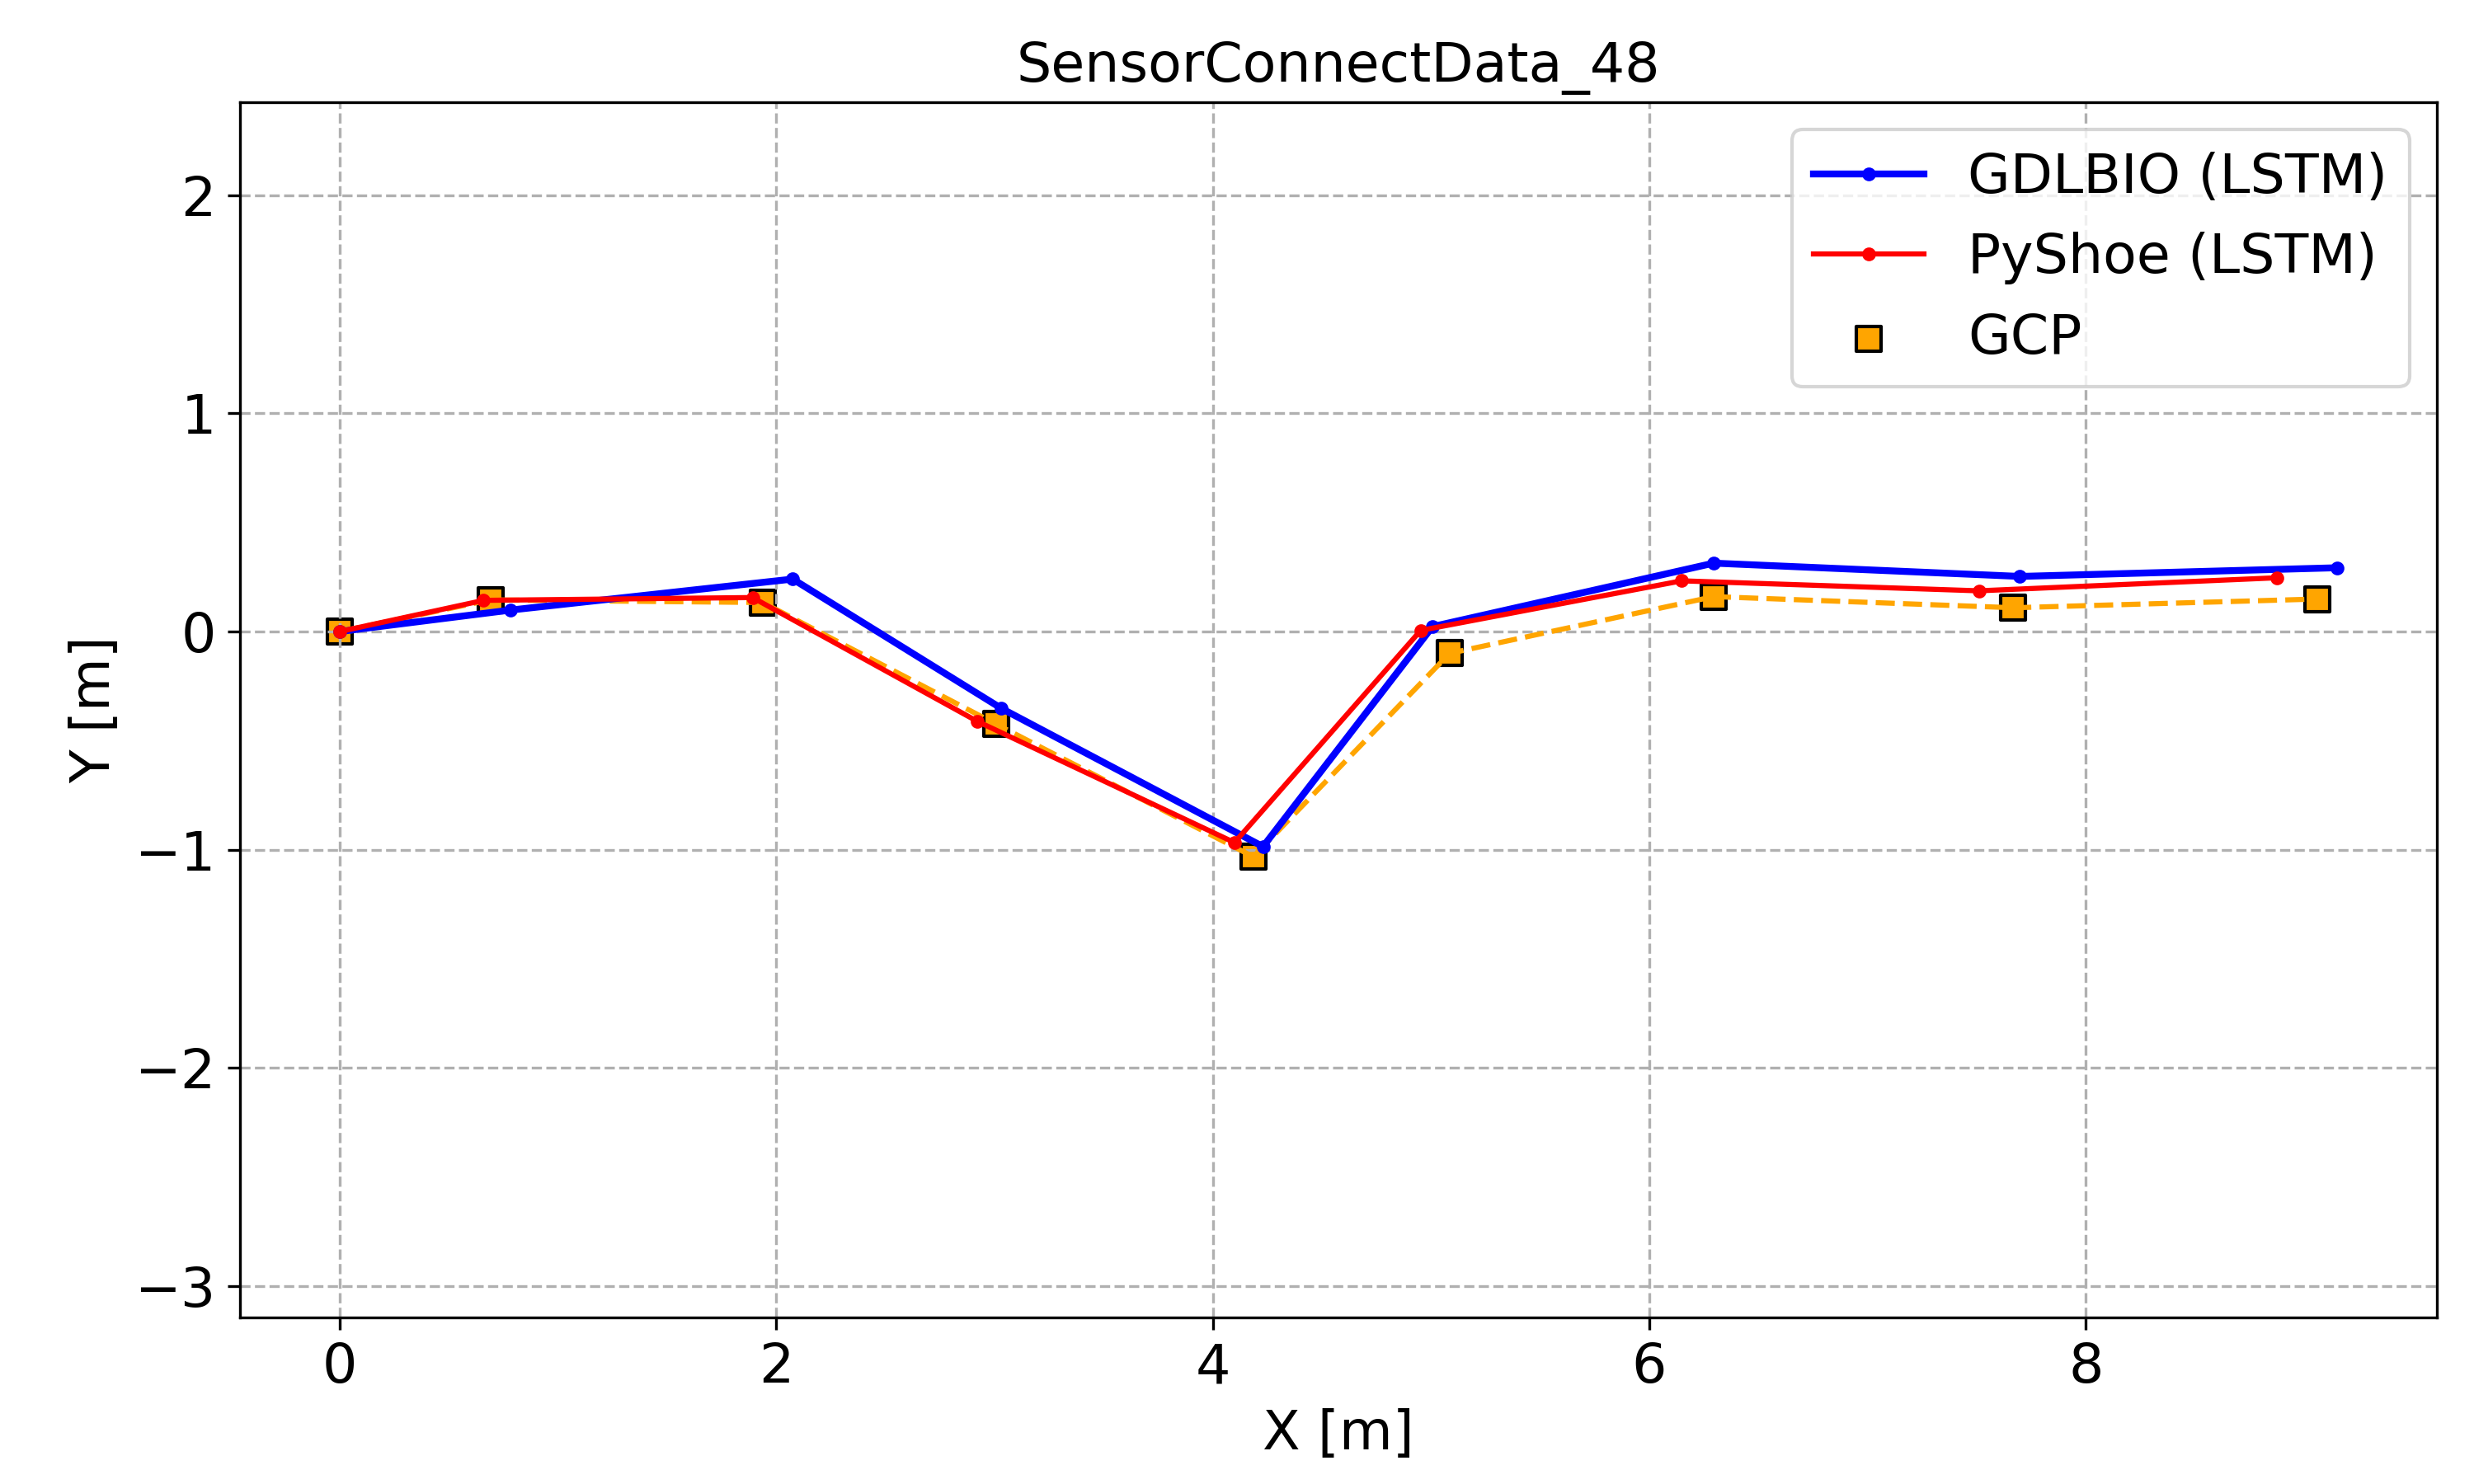 SensorConnectData_48
GDLBIO (LSTM)
PyShoe (LSTM)
GCP
2
1
0
−1
−2
−3
Y [m]
0 2 4 6 8
X [m]